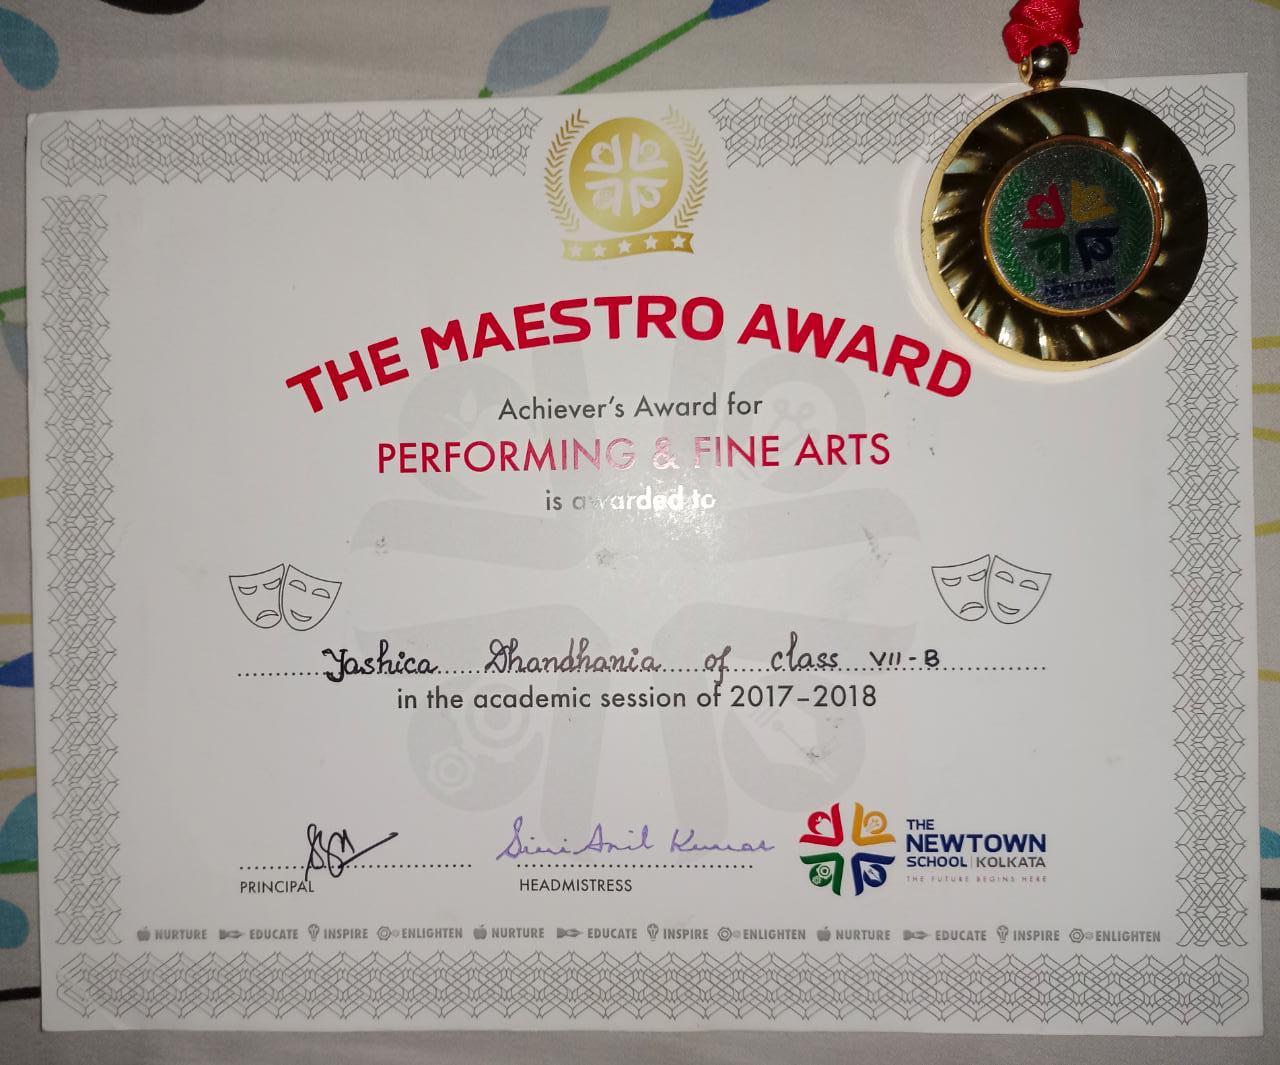 THE MAESTRO AWARD
Achiever's Award for
PERFORMING & FINE ARTS
is awarded to
Yashica Dhandhania of class VII-B
in the academic session of 2017-2018
Simi Anil Kumar
PRINCIPAL
HEADMISTRESS
THE
NEWTOWN
SCHOOL | KOLKATA
THE FUTURE BEGINS HERE
NURTURE EDUCATE INSPIRE ENLIGHTEN NURTURE EDUCATE INSPIRE ENLIGHTEN NURTURE EDUCATE INSPIRE ENLIGHTEN
THE
NEWTOWN